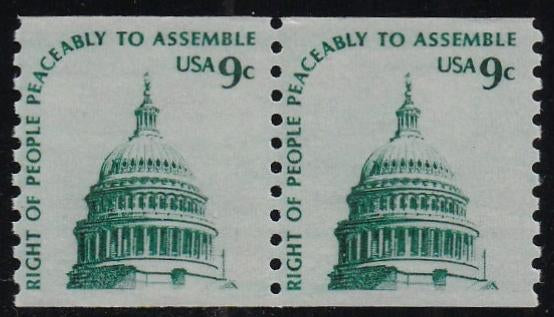 RIGHT OF PEOPLE PEACEABLY TO ASSEMBLE
USA 9c
RIGHT OF PEOPLE PEACEABLY TO ASSEMBLE
USA 9c